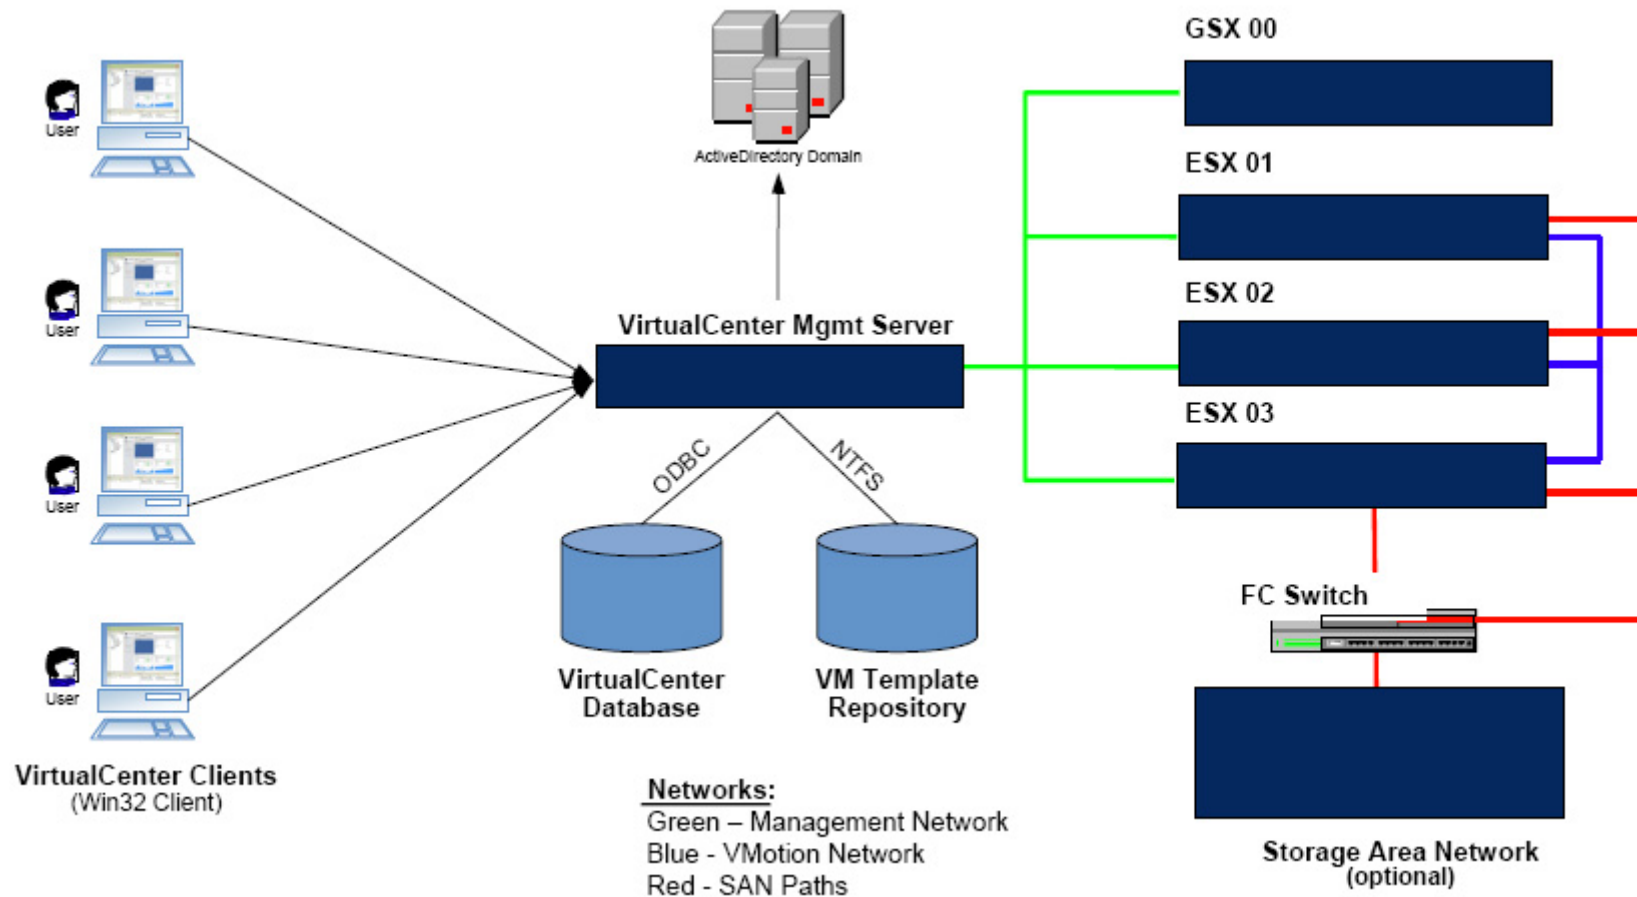 GSX 00
ActiveDirectory Domain
User
ESX 01
User
ESX 02
VirtualCenter Mgmt Server
ESX 03
ODBC
NTFS
User
FC Switch
User
VirtualCenter
Database
VM Template
Repository
VirtualCenter Clients
(Win32 Client)
Networks:
Green – Management Network
Blue - VMotion Network
Red - SAN Paths
Storage Area Network
(optional)